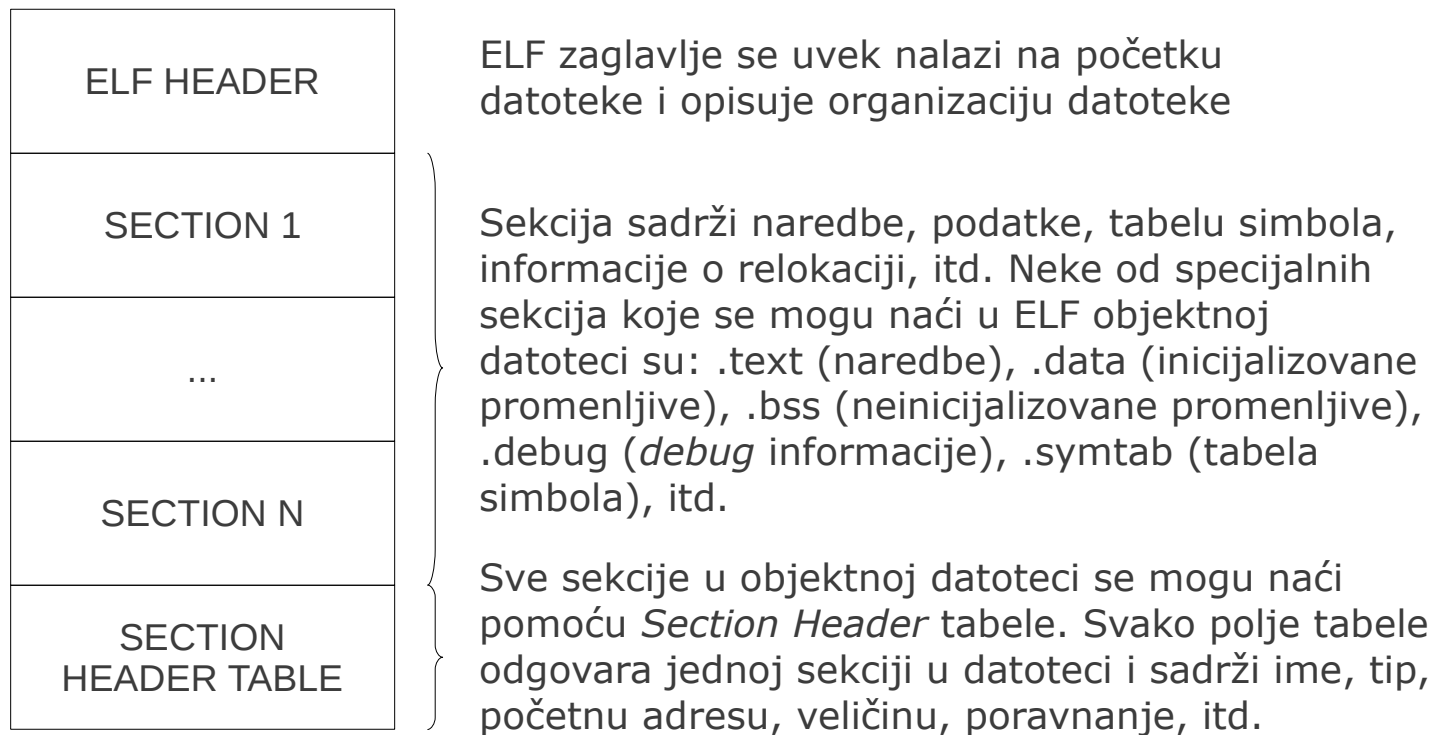 ELF HEADER
ELF zaglavlje se uvek nalazi na početku
datoteke i opisuje organizaciju datoteke
SECTION 1
...
SECTION N
Sekcija sadrži naredbe, podatke, tabelu simbola,
informacije o relokaciji, itd. Neke od specijalnih
sekcija koje se mogu naći u ELF objektnoj
datoteci su: .text (naredbe), .data (inicijalizovane
promenljive), .bss (neinicijalizovane promenljive),
.debug (debug informacije), .symtab (tabela
simbola), itd.
SECTION
HEADER TABLE
Sve sekcije u objektnoj datoteci se mogu naći
pomoću Section Header tabele. Svako polje tabele
odgovara jednoj sekciji u datoteci i sadrži ime, tip,
početnu adresu, veličinu, poravnanje, itd.